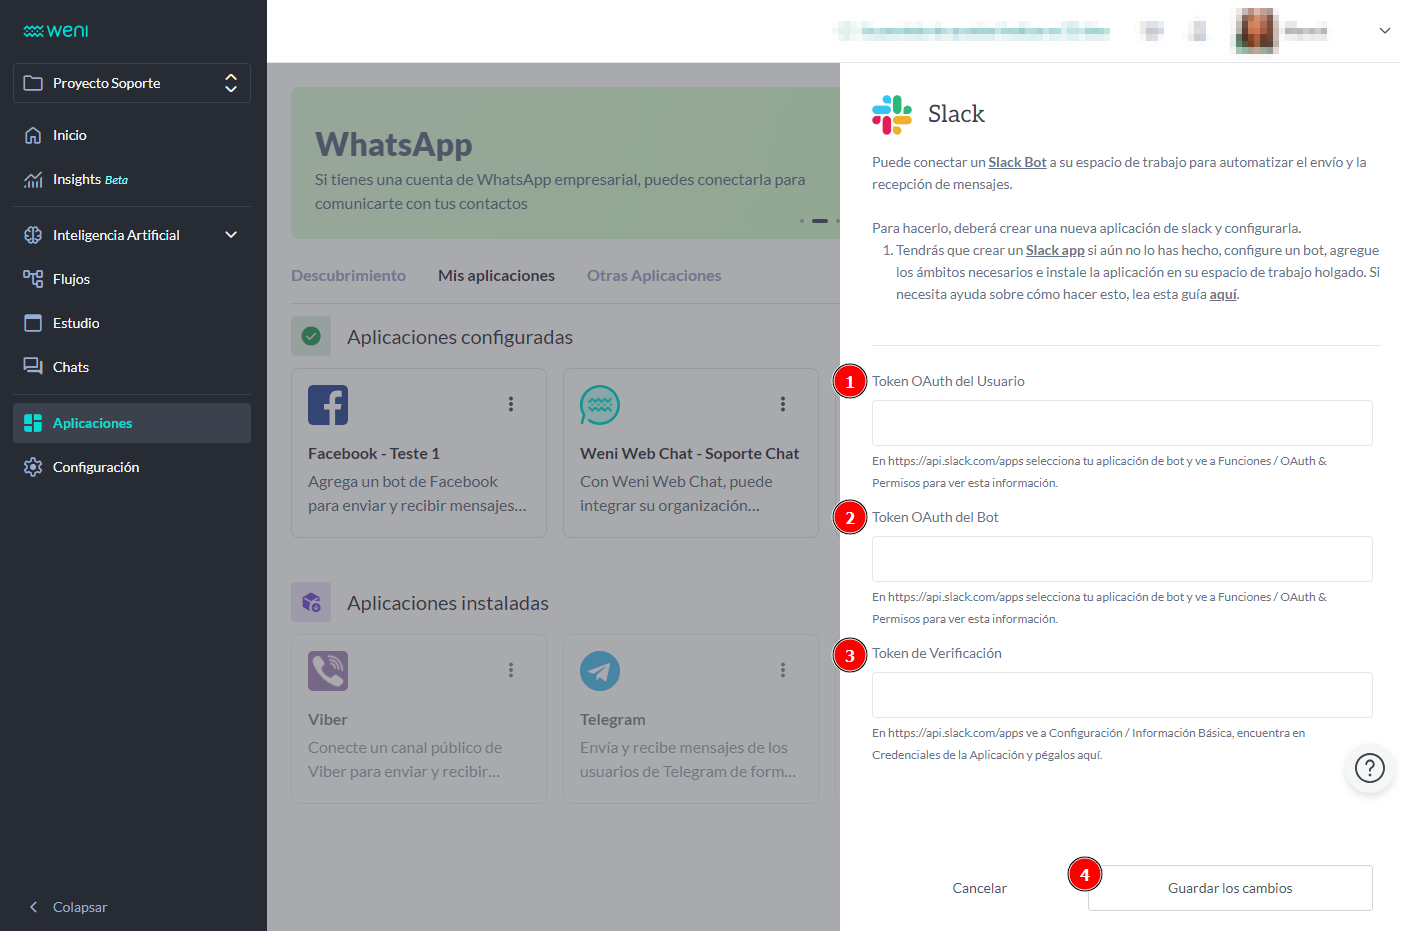 weni
Proyecto Soporte
Inicio
Insights Beta
Inteligencia Artificial
Flujos
Estudio
Chats
Aplicaciones
Configuración
Colapsar
WhatsApp
Si tienes una cuenta de WhatsApp empresarial, puedes conectarla para
comunicarte con tus contactos
Descubrimiento
Mis aplicaciones
Otras Aplicaciones
Aplicaciones configuradas
Facebook - Teste 1
Agrega un bot de Facebook
para enviar y recibir mensajes...
Weni Web Chat - Soporte Chat
Con Weni Web Chat, puede
integrar su organización...
Aplicaciones instaladas
Viber
Conecte un canal público de
Viber para enviar y recibir...
Telegram
Envía y recibe mensajes de los
usuarios de Telegram de form...
Slack
Puede conectar un Slack Bot a su espacio de trabajo para automatizar el envío y la
recepción de mensajes.
Para hacerlo, deberá crear una nueva aplicación de slack y configurarla.
1. Tendrás que crear un Slack app si aún no lo has hecho, configure un bot, agregue
los ámbitos necesarios e instale la aplicación en su espacio de trabajo holgado. Si
necesita ayuda sobre cómo hacer esto, lea esta guía aquí.
1 Token OAuth del Usuario
En https://api.slack.com/apps selecciona tu aplicación de bot y ve a Funciones / OAuth &
Permisos para ver esta información.
2 Token OAuth del Bot
En https://api.slack.com/apps selecciona tu aplicación de bot y ve a Funciones / OAuth &
Permisos para ver esta información.
3 Token de Verificación
En https://api.slack.com/apps ve a Configuración / Información Básica, encuentra en
Credenciales de la Aplicación y pégalos aquí.
?
Cancelar
4 Guardar los cambios